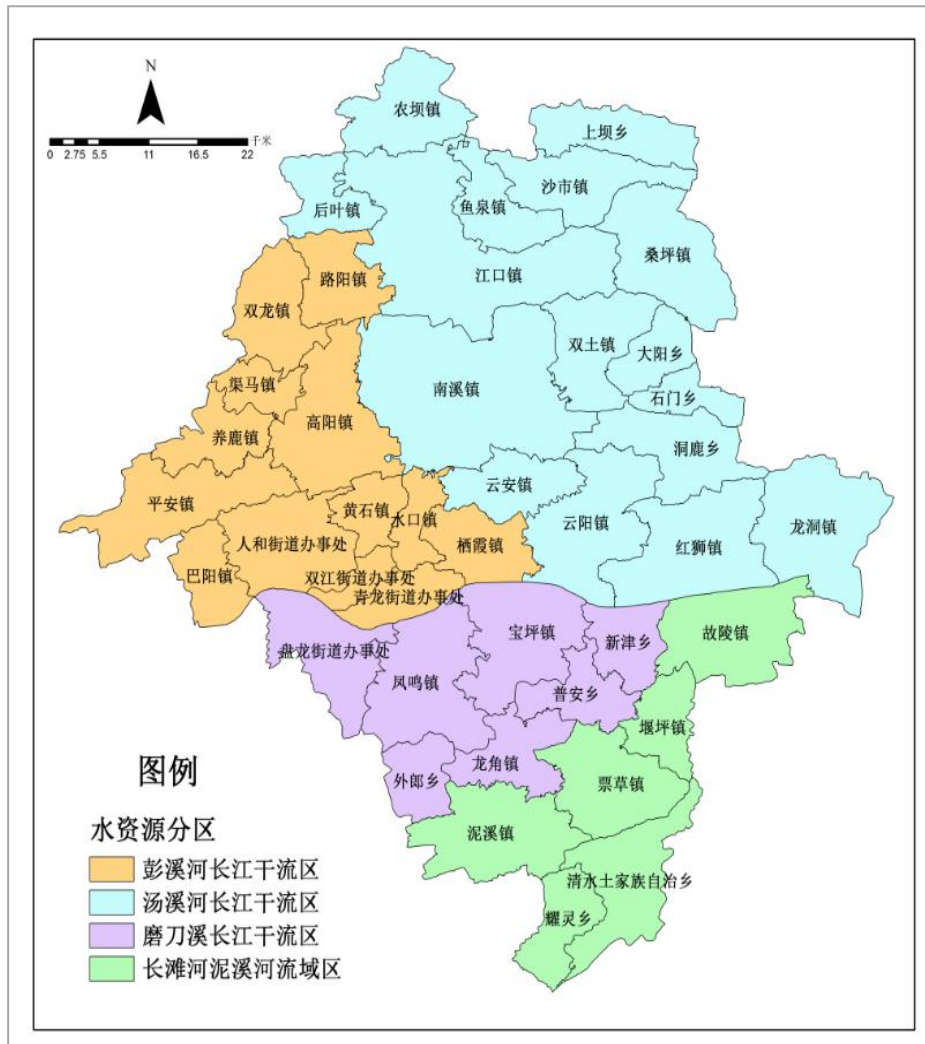 N
千米
0 2.75 5.5 11 16.5 22
农坝镇
上坝乡
沙市镇
鱼泉镇
后叶镇
桑坪镇
江口镇
路阳镇
双龙镇
双土镇
大阳乡
渠马镇
南溪镇
石门乡
高阳镇
养鹿镇
洞鹿乡
云安镇
平安镇
黄石镇
水口镇
云阳镇
龙洞镇
人和街道办事处
栖霞镇
红狮镇
巴阳镇
双江街道办事处
青龙街道办事处
宝坪镇
新津乡
故陵镇
盘龙街道办事处
凤鸣镇
普安乡
堰坪镇
龙角镇
外郎乡
票草镇
泥溪镇
清水土家族自治乡
耀灵乡
图例
水资源分区
彭溪河长江干流区
汤溪河长江干流区
磨刀溪长江干流区
长滩河泥溪河流域区